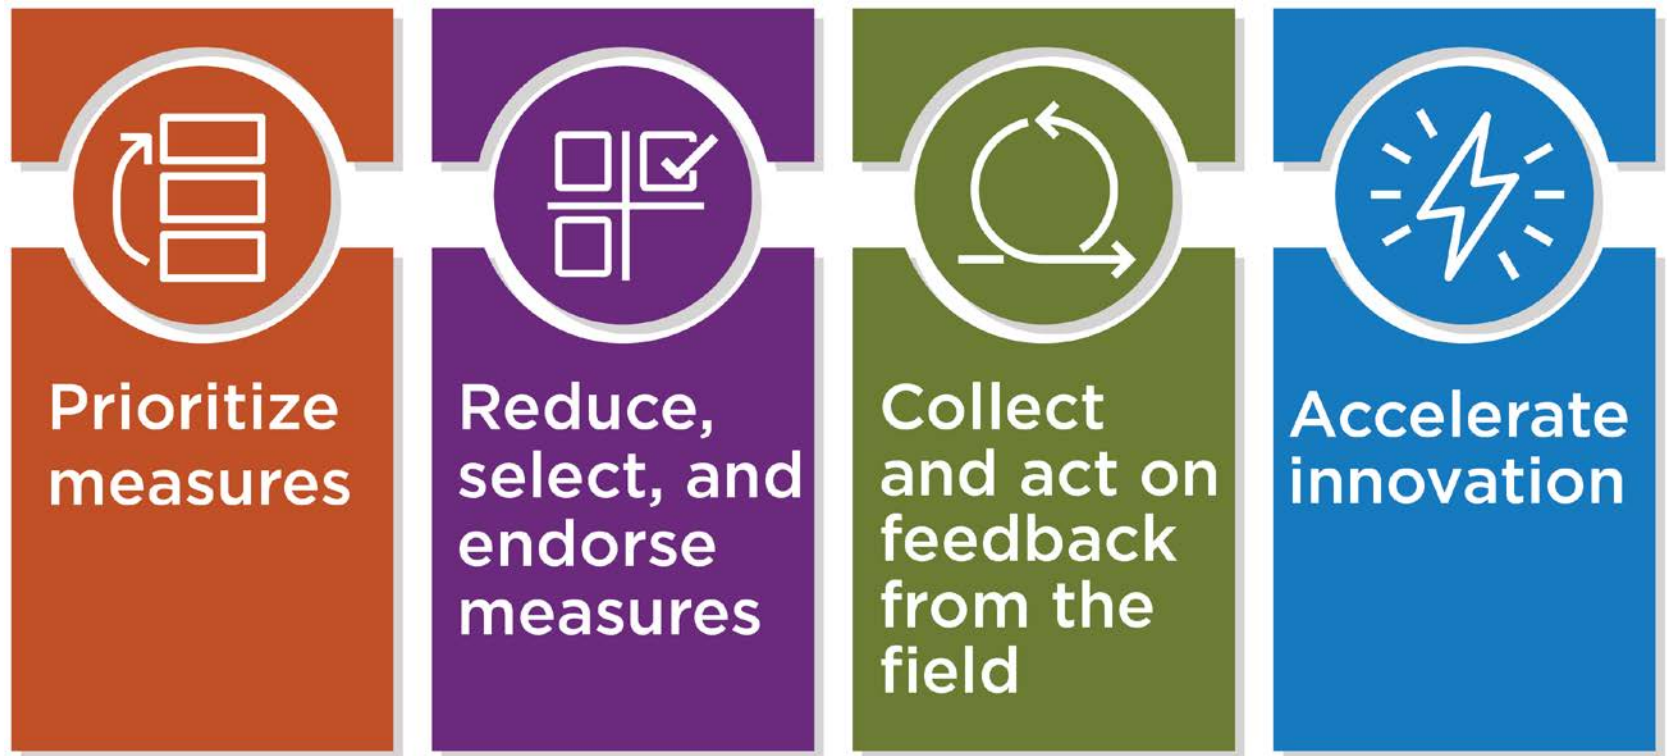 Prioritize
measures
Reduce,
select, and
endorse
measures
Collect
and act on
feedback
from the
field
Accelerate
innovation